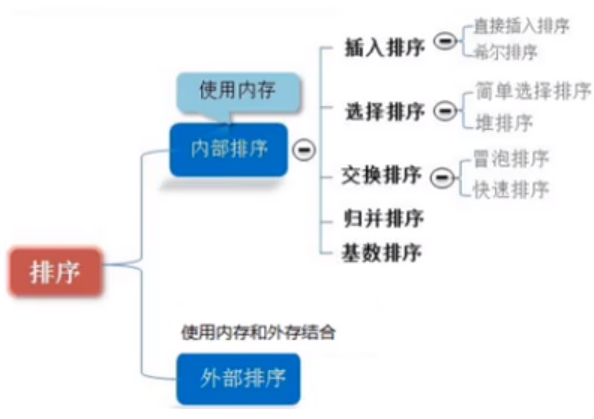 排序
使用内存
内部排序
插入排序
直接插入排序
希尔排序
选择排序
简单选择排序
堆排序
交换排序
冒泡排序
快速排序
归并排序
基数排序
使用内存和外存结合
外部排序